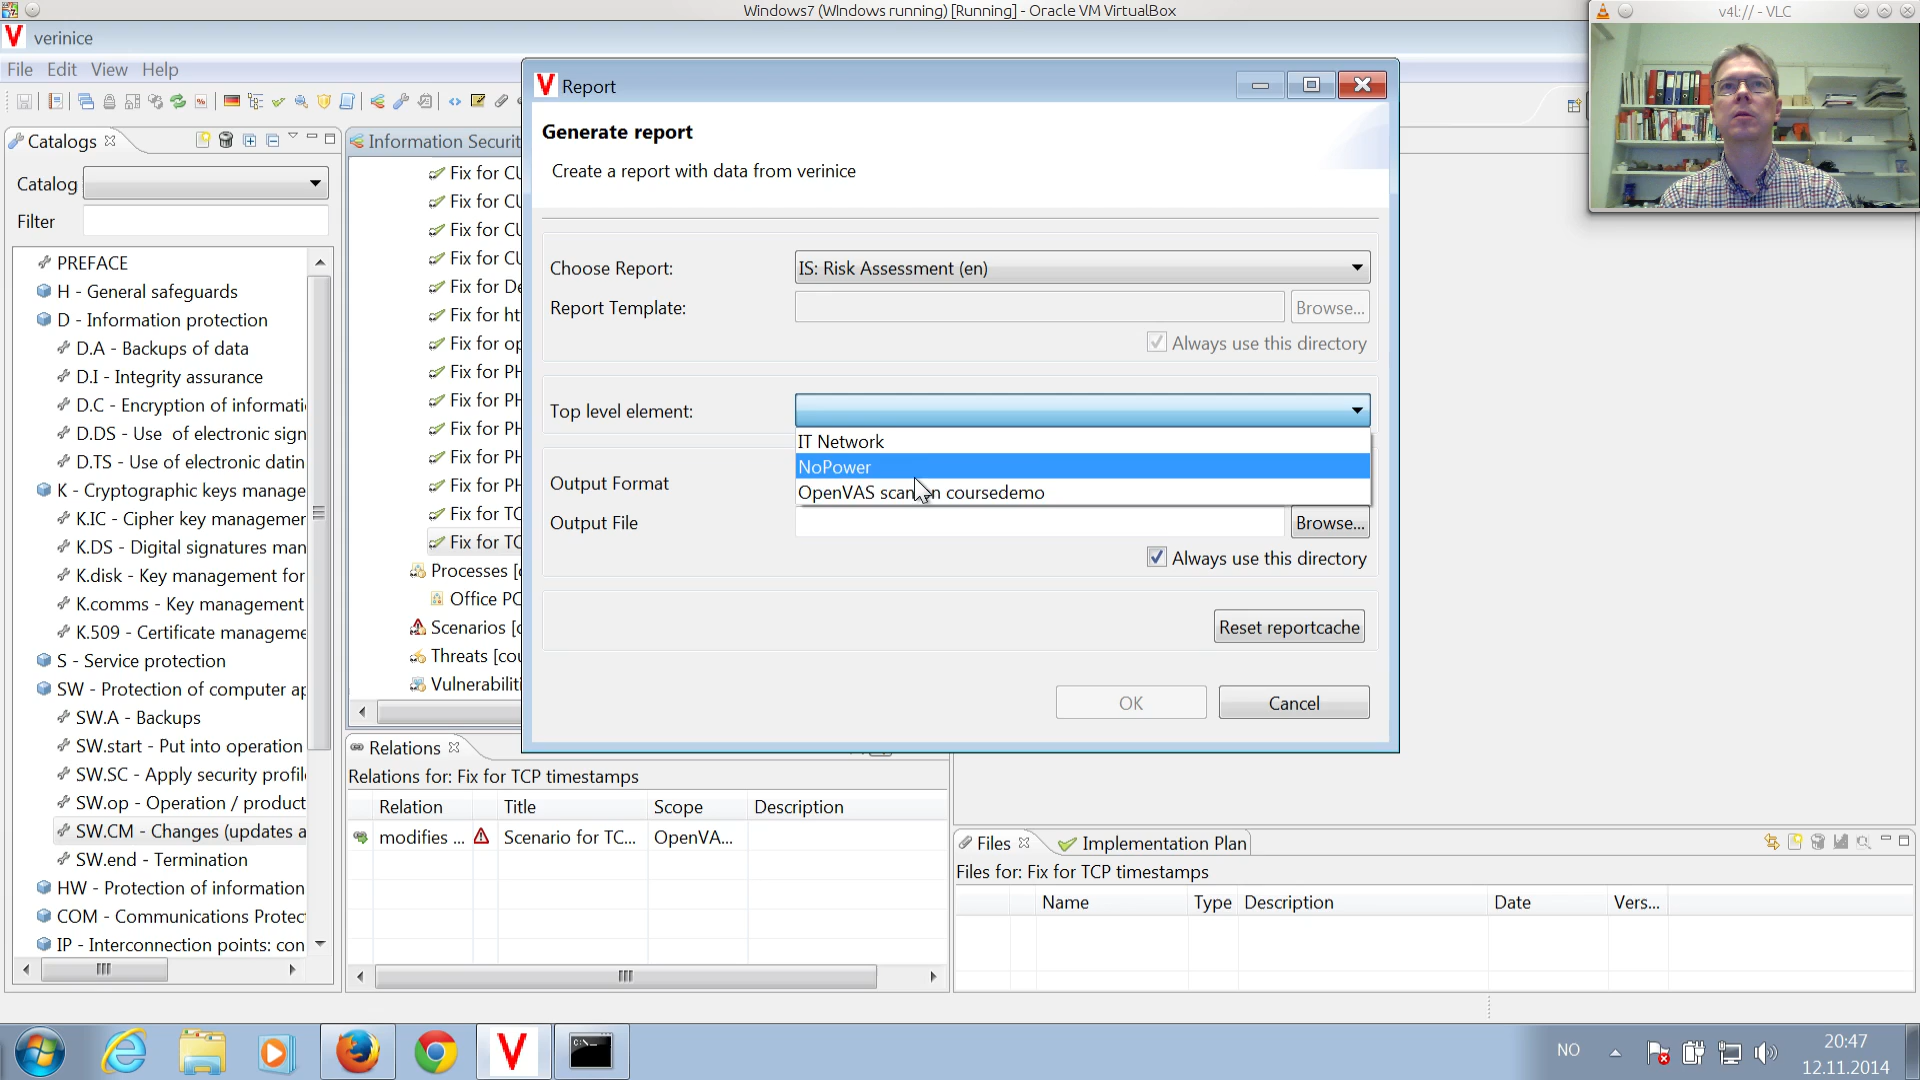 Windows7 (WIndows running) [Running] - Oracle VM VirtualBox
v4l:// - VLC
verinice
File Edit View Help
Catalogs
Catalog
Filter
PREFACE
H - General safeguards
D - Information protection
D.A - Backups of data
D.I - Integrity assurance
D.C - Encryption of informati
D.DS - Use of electronic sign
D.TS - Use of electronic datin
K - Cryptographic keys manage
K.IC - Cipher key managemer
K.DS - Digital signatures man
K.disk - Key management for
K.comms - Key management
K.509 - Certificate manageme
S - Service protection
SW - Protection of computer ap
SW.A - Backups
SW.start - Put into operation
SW.SC - Apply security profil
SW.op - Operation / product
SW.CM - Changes (updates a
SW.end - Termination
HW - Protection of information
COM - Communications Protec
IP - Interconnection points: con
Information Securit
Fix for CU
Fix for CU
Fix for CU
Fix for CU
Fix for De
Fix for ht
Fix for op
Fix for PH
Fix for PH
Fix for PH
Fix for PH
Fix for PH
Fix for TC
Fix for TC
Processes [c
Office PC
Scenarios [c
Threats [cou
Vulnerabiliti
Report
Generate report
Create a report with data from verinice
Choose Report: IS: Risk Assessment (en)
Report Template: Browse...
Always use this directory
Top level element:
IT Network
NoPower
OpenVAS scan n coursedemo
Output Format
Output File Browse...
Always use this directory
Reset reportcache
OK Cancel
Relations
Relations for: Fix for TCP timestamps
Relation Title Scope Description
modifies ... Scenario for TC... OpenVA...
Files Implementation Plan
Files for: Fix for TCP timestamps
Name Type Description Date Vers...
NO
20:47
12.11.2014